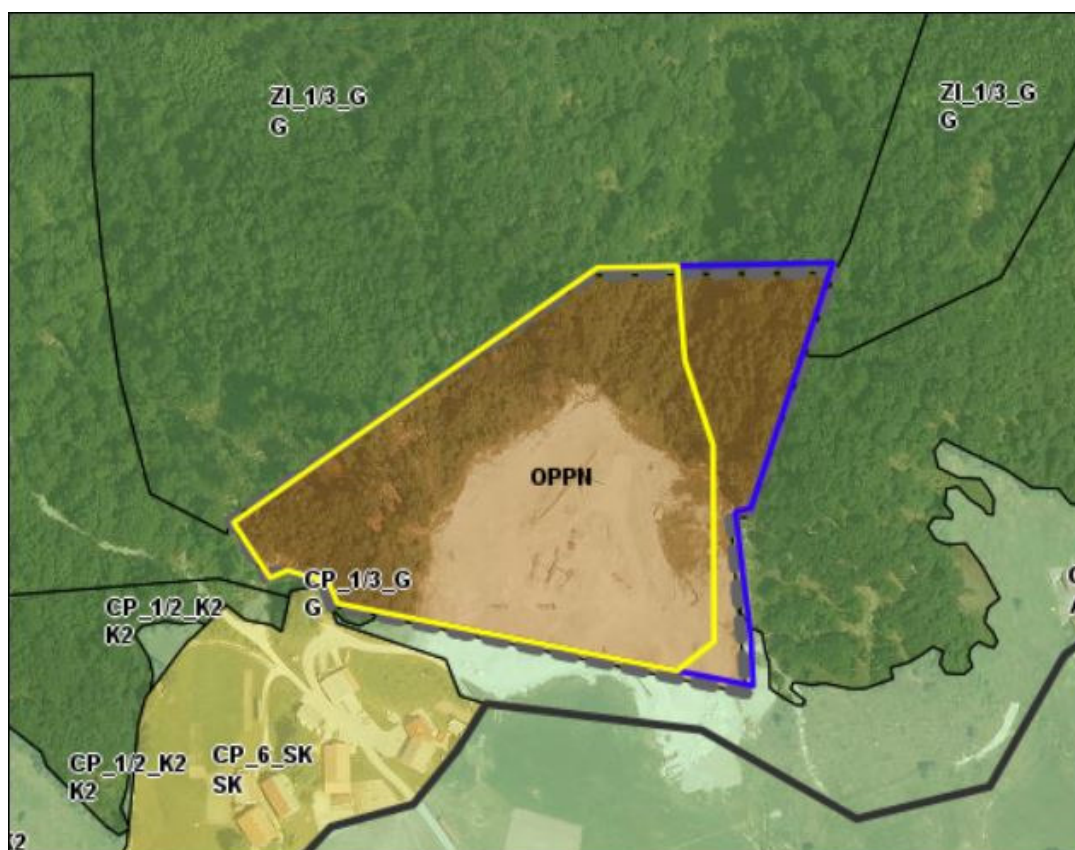 ZI_1/3_G
G
ZI_1/3_G
G
OPPN
CP_1/3_G
G
CP_1/2_K2
K2
CP_6_SK
SK
CP_1/2_K2
K2